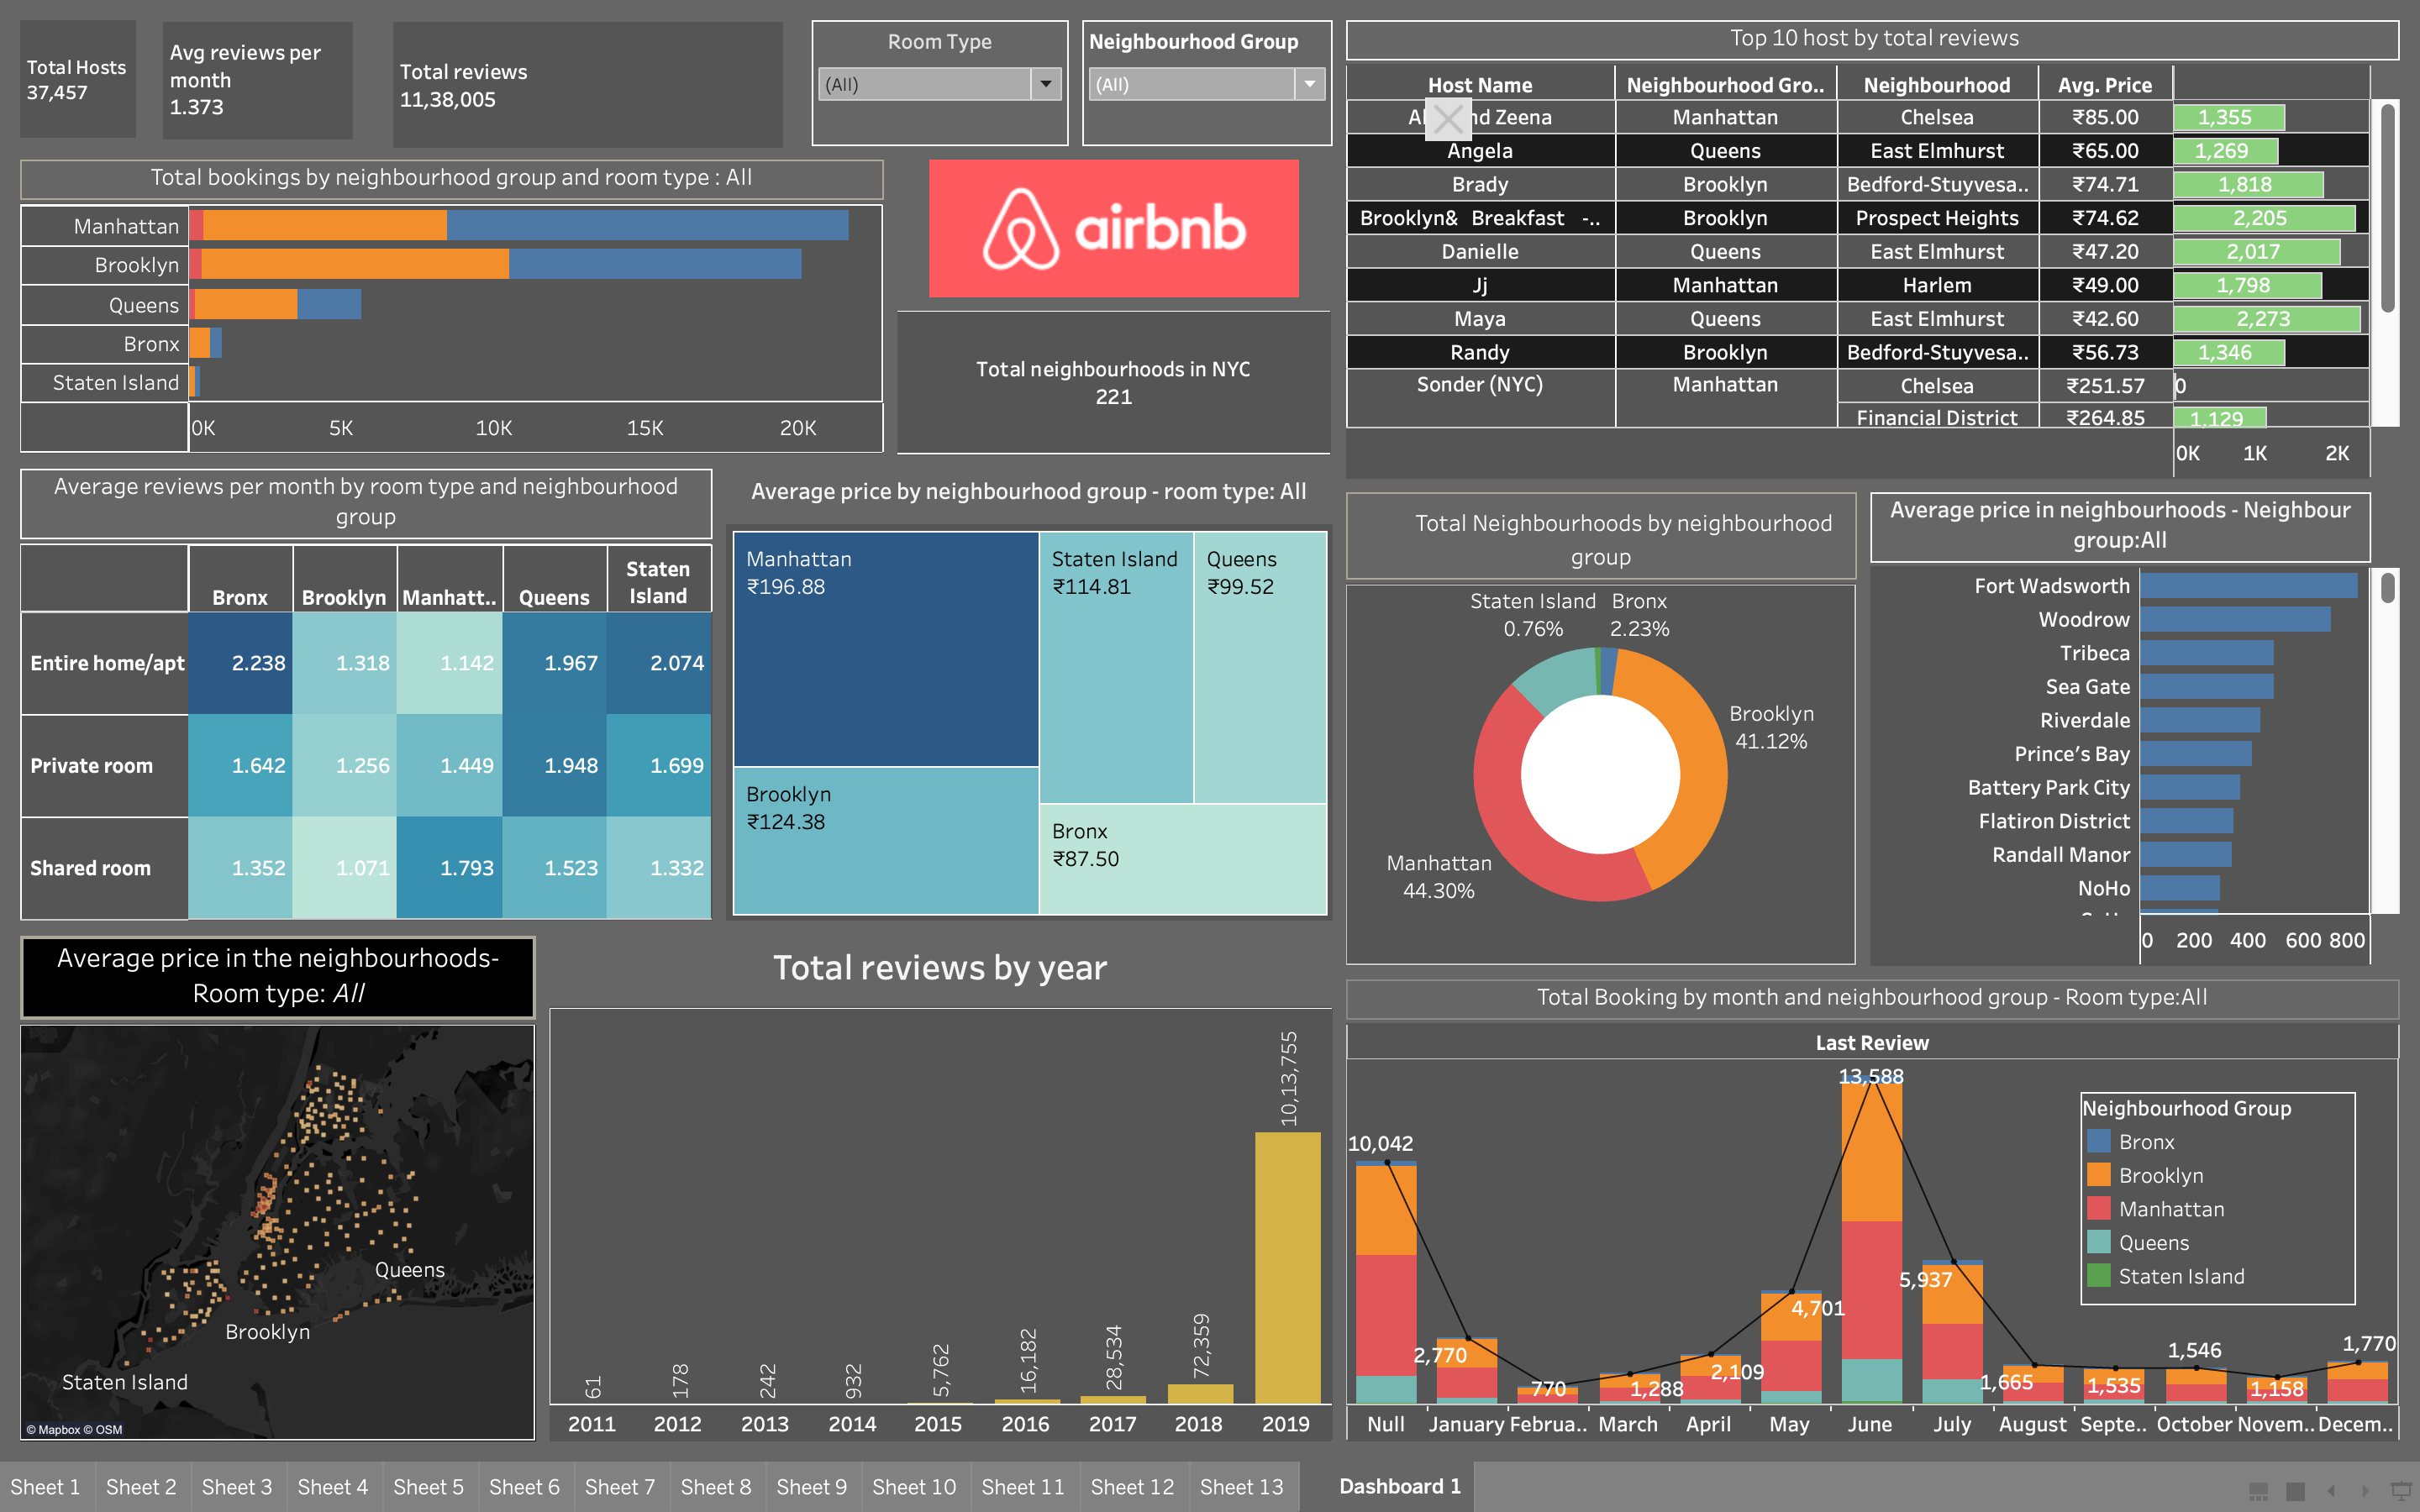 Total Hosts
37,457
Avg reviews per
month
1.373
Total reviews
11,38,005
Room Type
(All)
Neighbourhood Group
(All)
Total bookings by neighbourhood group and room type : All
Manhattan
Brooklyn
Queens
Bronx
Staten Island
0K 5K 10K 15K 20K
airbnb
Total neighbourhoods in NYC
221
Top 10 host by total reviews
Host Name Neighbourhood Gro.. Neighbourhood Avg. Price
Zeena Manhattan Chelsea ₹85.00 1,355
Angela Queens East Elmhurst ₹65.00 1,269
Brady Brooklyn Bedford-Stuyvesa.. ₹74.71 1,818
Brooklyn& Breakfast -.. Brooklyn Prospect Heights ₹74.62 2,205
Danielle Queens East Elmhurst ₹47.20 2,017
Jj Manhattan Harlem ₹49.00 1,798
Maya Queens East Elmhurst ₹42.60 2,273
Randy Brooklyn Bedford-Stuyvesa.. ₹56.73 1,346
Sonder (NYC) Manhattan Chelsea ₹251.57 0
Financial District ₹264.85 1,129
0K 1K 2K
Average reviews per month by room type and neighbourhood
group
Bronx Brooklyn Manhatt.. Queens Staten
Island
Entire home/apt 2.238 1.318 1.142 1.967 2.074
Private room 1.642 1.256 1.449 1.948 1.699
Shared room 1.352 1.071 1.793 1.523 1.332
Average price by neighbourhood group - room type: All
Manhattan
₹196.88
Staten Island
₹114.81
Queens
₹99.52
Brooklyn
₹124.38
Bronx
₹87.50
Total Neighbourhoods by neighbourhood
group
Staten Island
0.76%
Bronx
2.23%
Brooklyn
41.12%
Manhattan
44.30%
Average price in neighbourhoods - Neighbour
group:All
Fort Wadsworth
Woodrow
Tribeca
Sea Gate
Riverdale
Prince's Bay
Battery Park City
Flatiron District
Randall Manor
NoHo
0 200 400 600 800
Average price in the neighbourhoods-
Room type: All
Queens
Brooklyn
Staten Island
© Mapbox © OSM
Total reviews by year
61 178 242 932 5,762 16,182 28,534 72,359 10,13,755
2011 2012 2013 2014 2015 2016 2017 2018 2019
Total Booking by month and neighbourhood group - Room type:All
Last Review
10,042 2,770 770 1,288 2,109 4,701 13,588 5,937 1,665 1,535 1,546 1,158 1,770
Neighbourhood Group
Bronx
Brooklyn
Manhattan
Queens
Staten Island
Null January Februa.. March April May June July August Septe.. October Novem.. Decem..
Sheet 1 Sheet 2 Sheet 3 Sheet 4 Sheet 5 Sheet 6 Sheet 7 Sheet 8 Sheet 9 Sheet 10 Sheet 11 Sheet 12 Sheet 13 Dashboard 1